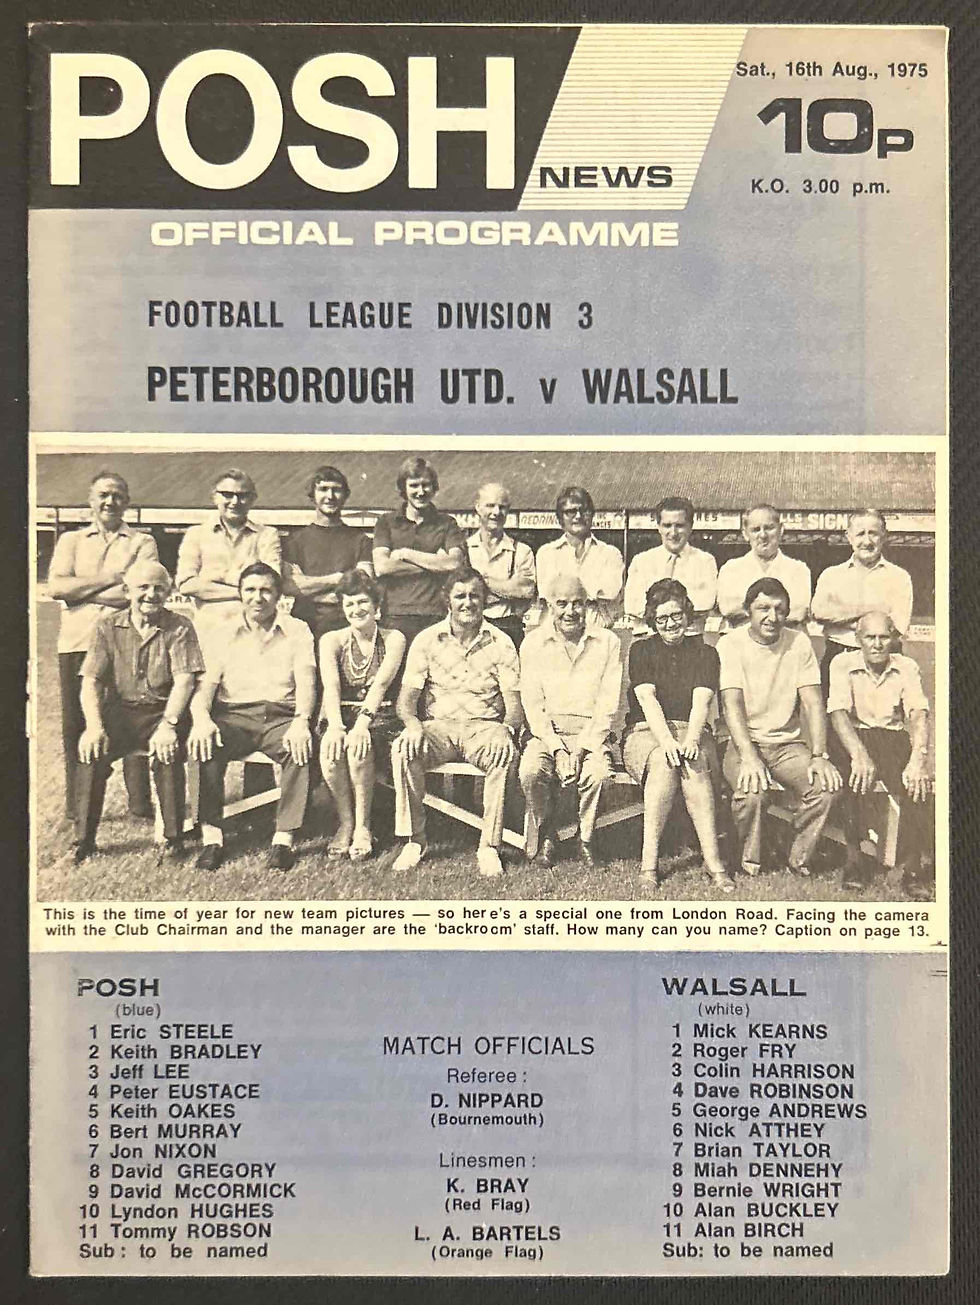 POSH
NEWS
Sat., 16th Aug., 1975
10p
K.O. 3.00 p.m.
OFFICIAL PROGRAMME
FOOTBALL LEAGUE DIVISION 3
PETERBOROUGH UTD. v WALSALL
SIGN
This is the time of year for new team pictures — so here's a special one from London Road. Facing the camera
with the Club Chairman and the manager are the 'backroom' staff. How many can you name? Caption on page 13.
POSH
(blue)
1 Eric STEELE
2 Keith BRADLEY
3 Jeff LEE
4 Peter EUSTACE
5 Keith OAKES
6 Bert MURRAY
7 Jon NIXON
8 David GREGORY
9 David McCORMICK
10 Lyndon HUGHES
11 Tommy ROBSON
Sub : to be named
MATCH OFFICIALS
Referee :
D. NIPPARD
(Bournemouth)
Linesmen :
K. BRAY
(Red Flag)
L. A. BARTELS
(Orange Flag)
WALSALL
(white)
1 Mick KEARNS
2 Roger FRY
3 Colin HARRISON
4 Dave ROBINSON
5 George ANDREWS
6 Nick ATTHEY
7 Brian TAYLOR
8 Miah DENNEHY
9 Bernie WRIGHT
10 Alan BUCKLEY
11 Alan BIRCH
Sub: to be named